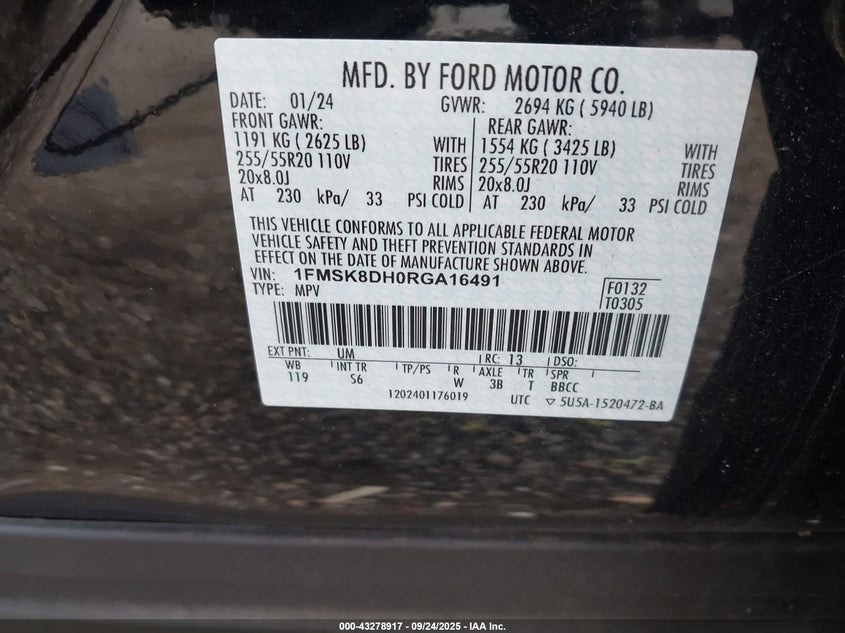 MFD. BY FORD MOTOR CO.
DATE: 01/24 GVWR: 2694 KG ( 5940 LB)
FRONT GAWR: REAR GAWR:
1191 KG ( 2625 LB) WITH 1554 KG ( 3425 LB) WITH
255/55R20 110V TIRES 255/55R20 110V TIRES
20x8.0J RIMS 20x8.0J RIMS
AT 230 kPa/ 33 PSI COLD AT 230 kPa/ 33 PSI COLD
THIS VEHICLE CONFORMS TO ALL APPLICABLE FEDERAL MOTOR
VEHICLE SAFETY AND THEFT PREVENTION STANDARDS IN
EFFECT ON THE DATE OF MANUFACTURE SHOWN ABOVE.
VIN: 1FMSK8DH0RGA16491
TYPE: MPV
F0132
T0305
EXT PNT: UM RC: 13 DSO:
WB INT TR TP/PS R AXLE TR SPR
119 S6 W 3B T BBCC
1202401176019 UTC ▽ 5U5A-1520472-BA
000-43278917 - 09/24/2025 - IAA Inc.